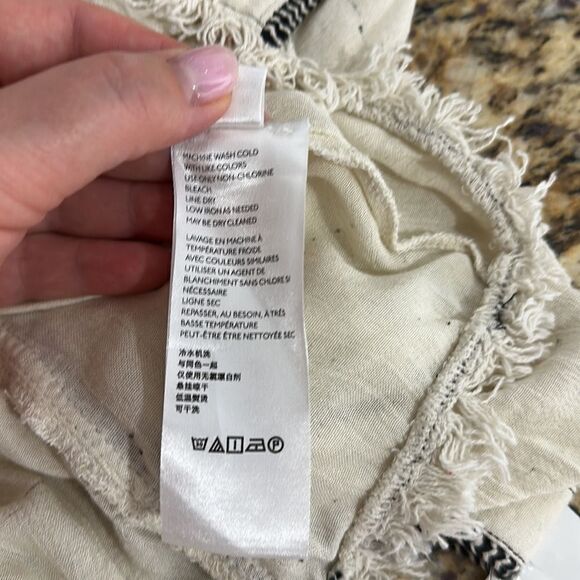 MACHINE WASH COLD
WITH LIKE COLORS
USE ONLY NON-CHLORINE
BLEACH
LINE DRY
LOW IRON AS NEEDED
MAY BE DRY CLEANED
LAVAGE EN MACHINE À
TEMPÉRATURE FROIDE
AVEC COULEURS SIMILAIRES
UTILISER UN AGENT DE
BLANCHIMENT SANS CHLORE SI
NÉCESSAIRE
LIGNE SEC
REPASSER, AU BESOIN, À TRÈS
BASSE TEMPÉRATURE
PEUT-ÊTRE ÊTRE NETTOYÉE SEC
冷水机洗
与同色一起
仅使用无氯漂白剂
悬挂晾干
低温熨烫
可干洗